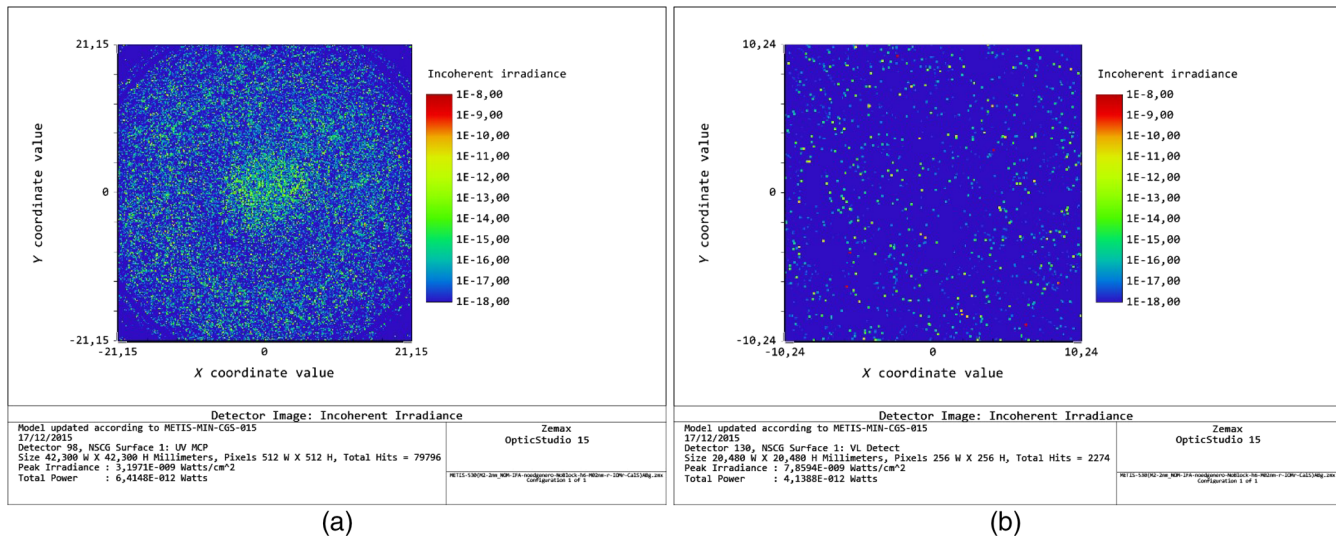 21,15
0
-21,15
-21,15
0
21,15
Y coordinate value
X coordinate value
Incoherent irradiance
1E-8,00
1E-9,00
1E-10,00
1E-11,00
1E-12,00
1E-13,00
1E-14,00
1E-15,00
1E-16,00
1E-17,00
1E-18,00
Detector Image: Incoherent Irradiance
Model updated according to METIS-MIN-CGS-015
17/12/2015
Detector 98, NSCG Surface 1: UV MCP
Size 42,300 W X 42,300 H Millimeters, Pixels 512 W X 512 H, Total Hits = 79796
Peak Irradiance : 3,1971E-009 Watts/cm^2
Total Power : 6,4148E-012 Watts
Zemax
OpticStudio 15
Configuration 1 of 1
(a)
10,24
0
-10,24
-10,24
0
10,24
Y coordinate value
X coordinate value
Incoherent irradiance
1E-8,00
1E-9,00
1E-10,00
1E-11,00
1E-12,00
1E-13,00
1E-14,00
1E-15,00
1E-16,00
1E-17,00
1E-18,00
Detector Image: Incoherent Irradiance
Model updated according to METIS-MIN-CGS-015
17/12/2015
Detector 130, NSCG Surface 1: VL Detect
Size 20,480 W X 20,480 H Millimeters, Pixels 256 W X 256 H, Total Hits = 2274
Peak Irradiance : 7,8594E-009 Watts/cm^2
Total Power : 4,1388E-012 Watts
Zemax
OpticStudio 15
Configuration 1 of 1
(b)